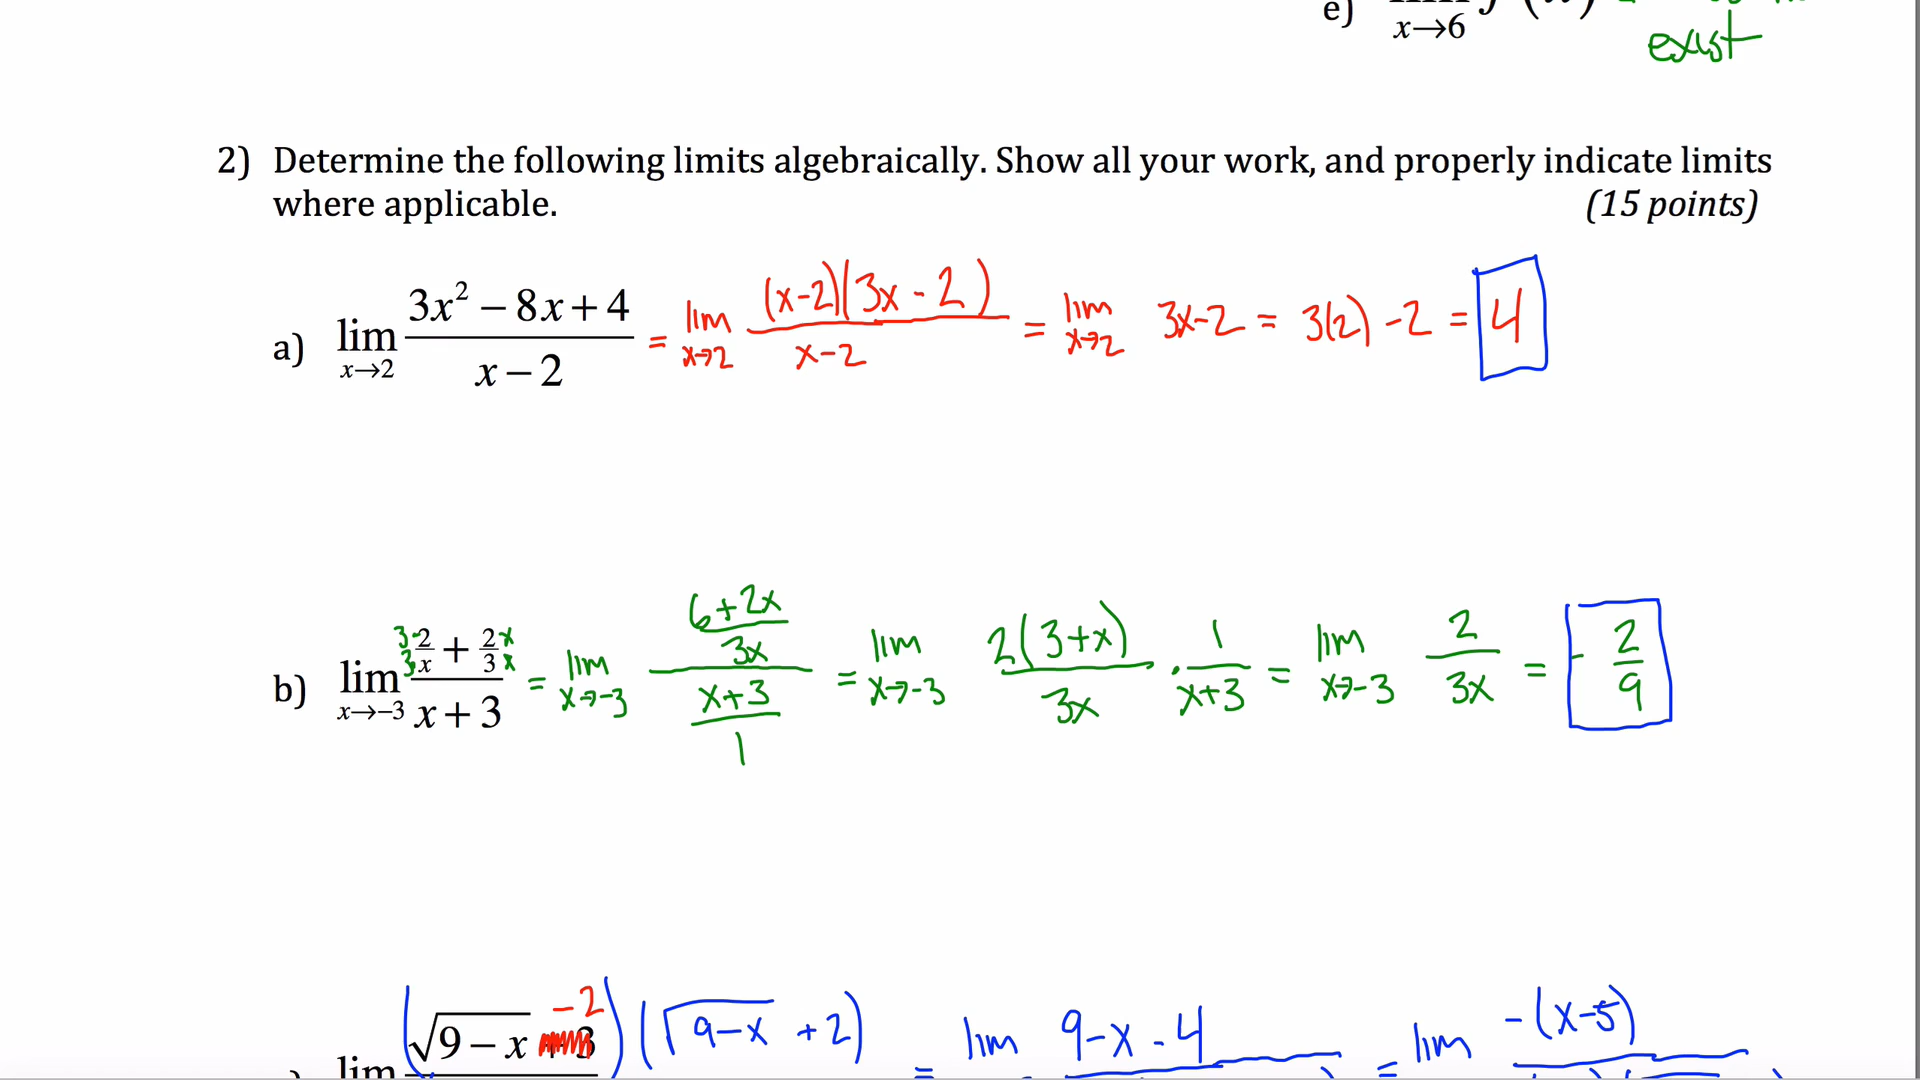 e) x→6
exist
2) Determine the following limits algebraically. Show all your work, and properly indicate limits
where applicable. (15 points)
a) lim x→2 (3x² − 8x + 4)/(x − 2) = lim x→2 (x-2)(3x-2)/(x-2) = lim x→2 3x-2 = 3(2)-2 = 4
b) lim x→−3 (3/3 · 2/x + 2/3 · x/x)/(x + 3) = lim x→-3 ((6+2x)/3x)/((x+3)/1) = lim x→-3 2(3+x)/3x · 1/(x+3) = lim x→-3 2/3x = -2/9
lim (√9 − x -2)(√9-x +2) = lim 9-x-4 = lim -(x-5)